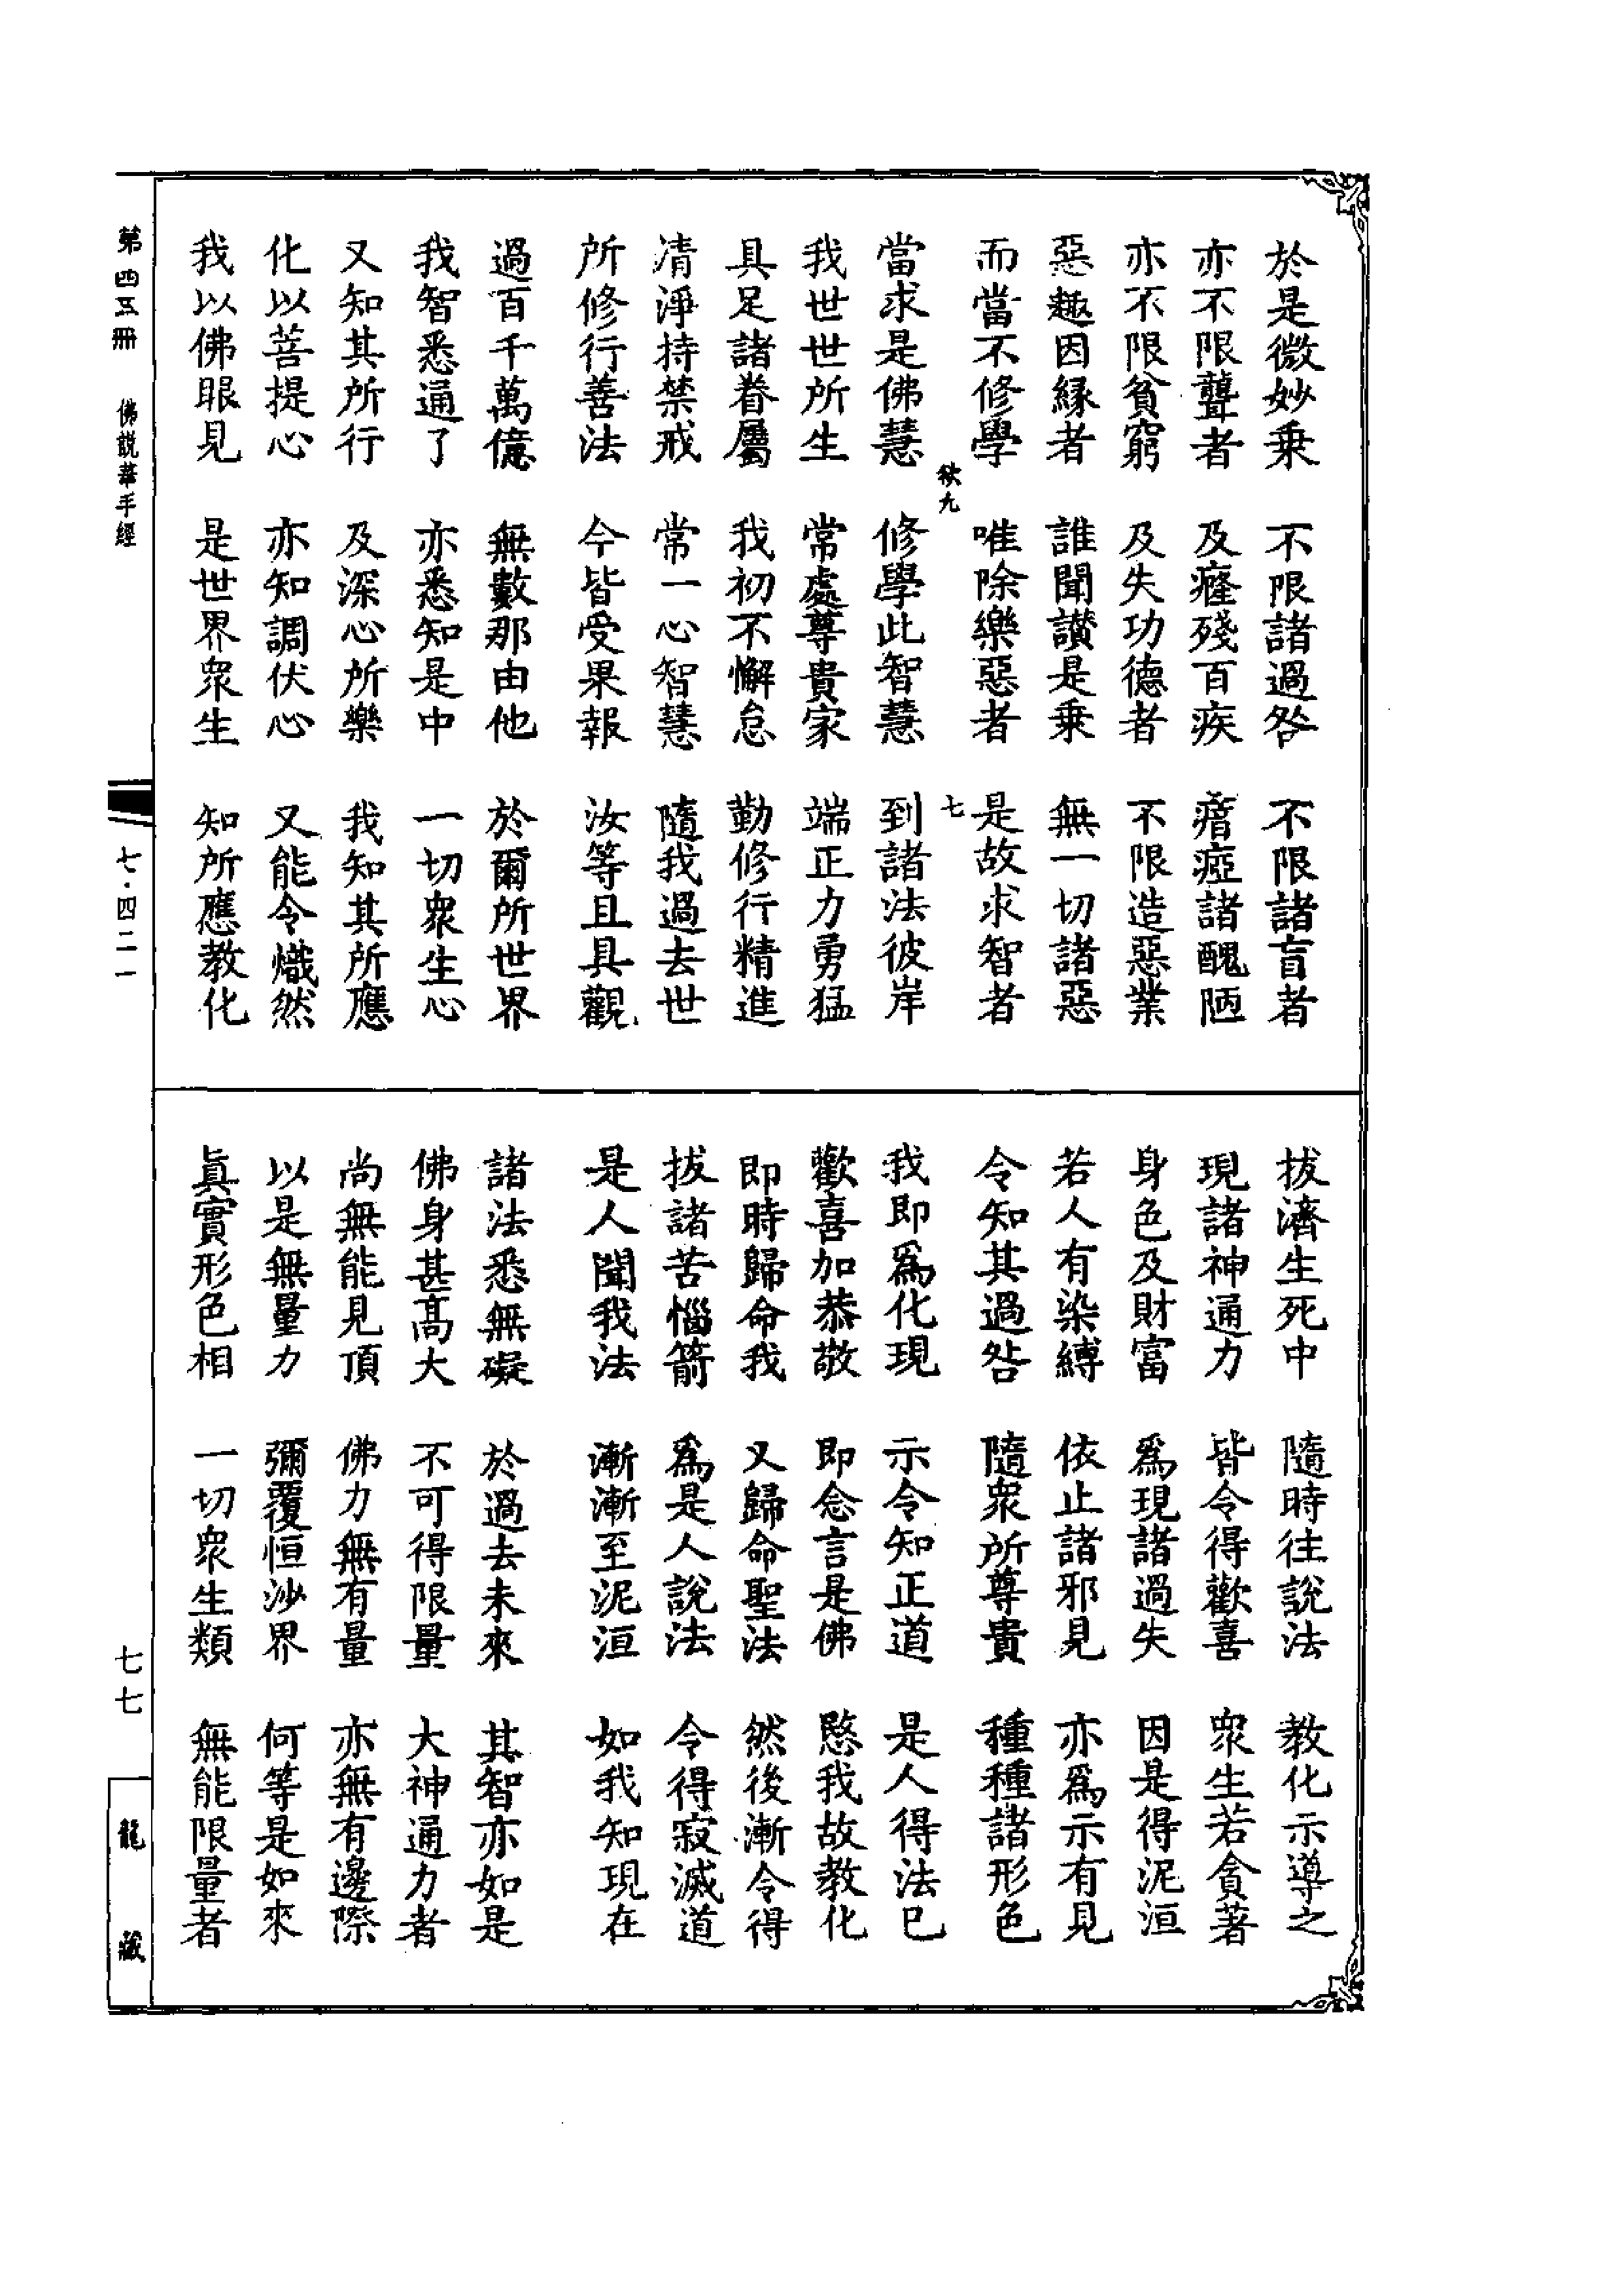 於是微妙乗　不限諸過咎　不限諸盲者
亦不限聾者　及癃殘百疾　瘖瘂諸醜陋
亦不限貧窮　及失功德者　不限造惡業
惡趣因緣者　誰聞讃是乗　無一切諸惡
而當不修學　唯除樂惡者　是故求智者
秩九　七
當求是佛慧　修學此智慧　到諸法彼岸
我世世所生　常處尊貴家　端正力勇猛
具足諸眷屬　我初不懈怠　勤修行精進
清淨持禁戒　常一心智慧　隨我過去世
所修行善法　今皆受果報　汝等且具觀
過百千萬億　無數那由他　於爾所世界
我智悉通了　亦悉知是中　一切衆生心
又知其所行　及深心所樂　我知其所應
化以菩提心　亦知調伏心　又能令熾然
我以佛眼見　是世界衆生　知所應教化
拔濟生死中　隨時往說法　教化示導之
現諸神通力　皆令得歡喜　衆生若貪著
身色及財富　爲現諸過失　因是得泥洹
若人有染縛　依止諸邪見　亦爲示有見
令知其過咎　隨衆所尊貴　種種諸形色
我即爲化現　示令知正道　是人得法已
歡喜加恭敬　即念言是佛　愍我故教化
即時歸命我　又歸命聖法　然後漸令得
拔諸苦惱箭　爲是人說法　令得寂滅道
是人聞我法　漸漸至泥洹　如我知現在
諸法悉無礙　於過去未來　其智亦如是
佛身甚髙大　不可得限量　大神通力者
尚無能見頂　佛力無有量　亦無有邊際
以是無量力　彌覆恒沙界　何等是如來
眞實形色相　一切衆生類　無能限量者
第四五冊　佛説華手經　七·四二一　七七　龍藏